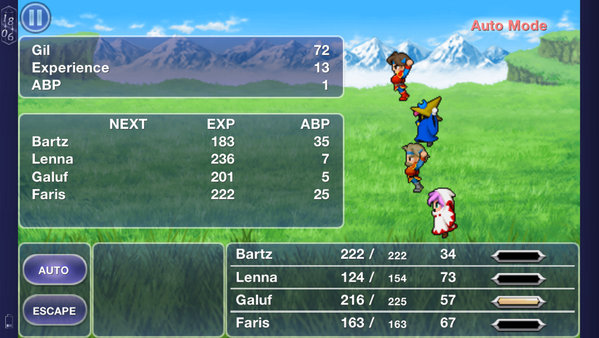 18:06
Auto Mode
Gil 72
Experience 13
ABP 1
NEXT EXP ABP
Bartz 183 35
Lenna 236 7
Galuf 201 5
Faris 222 25
AUTO
ESCAPE
Bartz 222 / 222 34
Lenna 124 / 154 73
Galuf 216 / 225 57
Faris 163 / 163 67